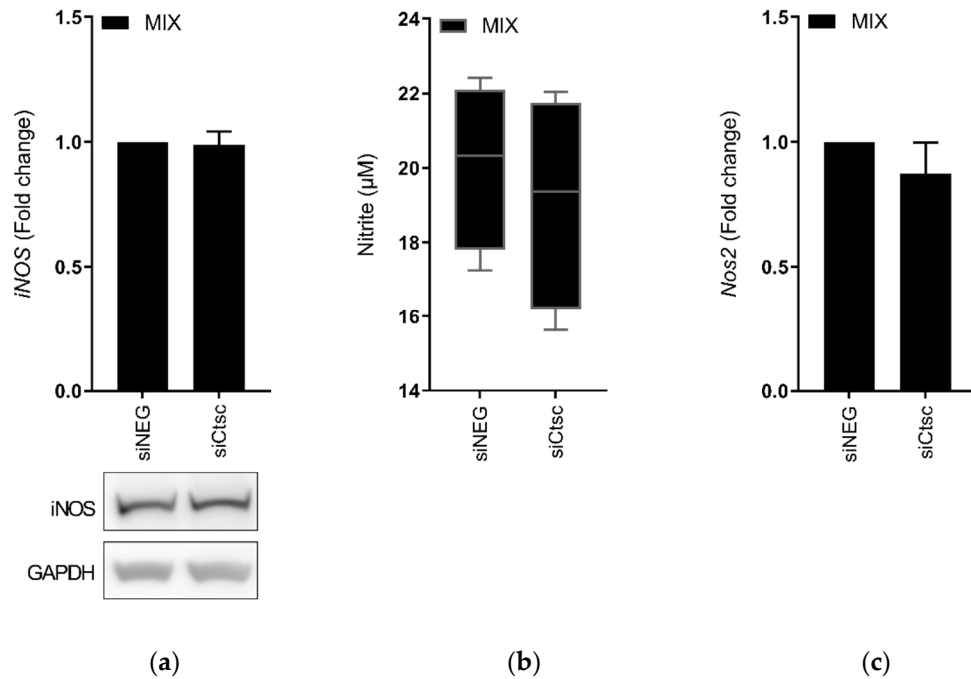 MIX
1.5
1.0
0.5
0.0
iNOS (Fold change)
siNEG
siCtsc
iNOS
GAPDH
(a)
MIX
24
22
20
18
16
14
Nitrite (µM)
siNEG
siCtsc
(b)
MIX
1.5
1.0
0.5
0.0
Nos2 (Fold change)
siNEG
siCtsc
(c)